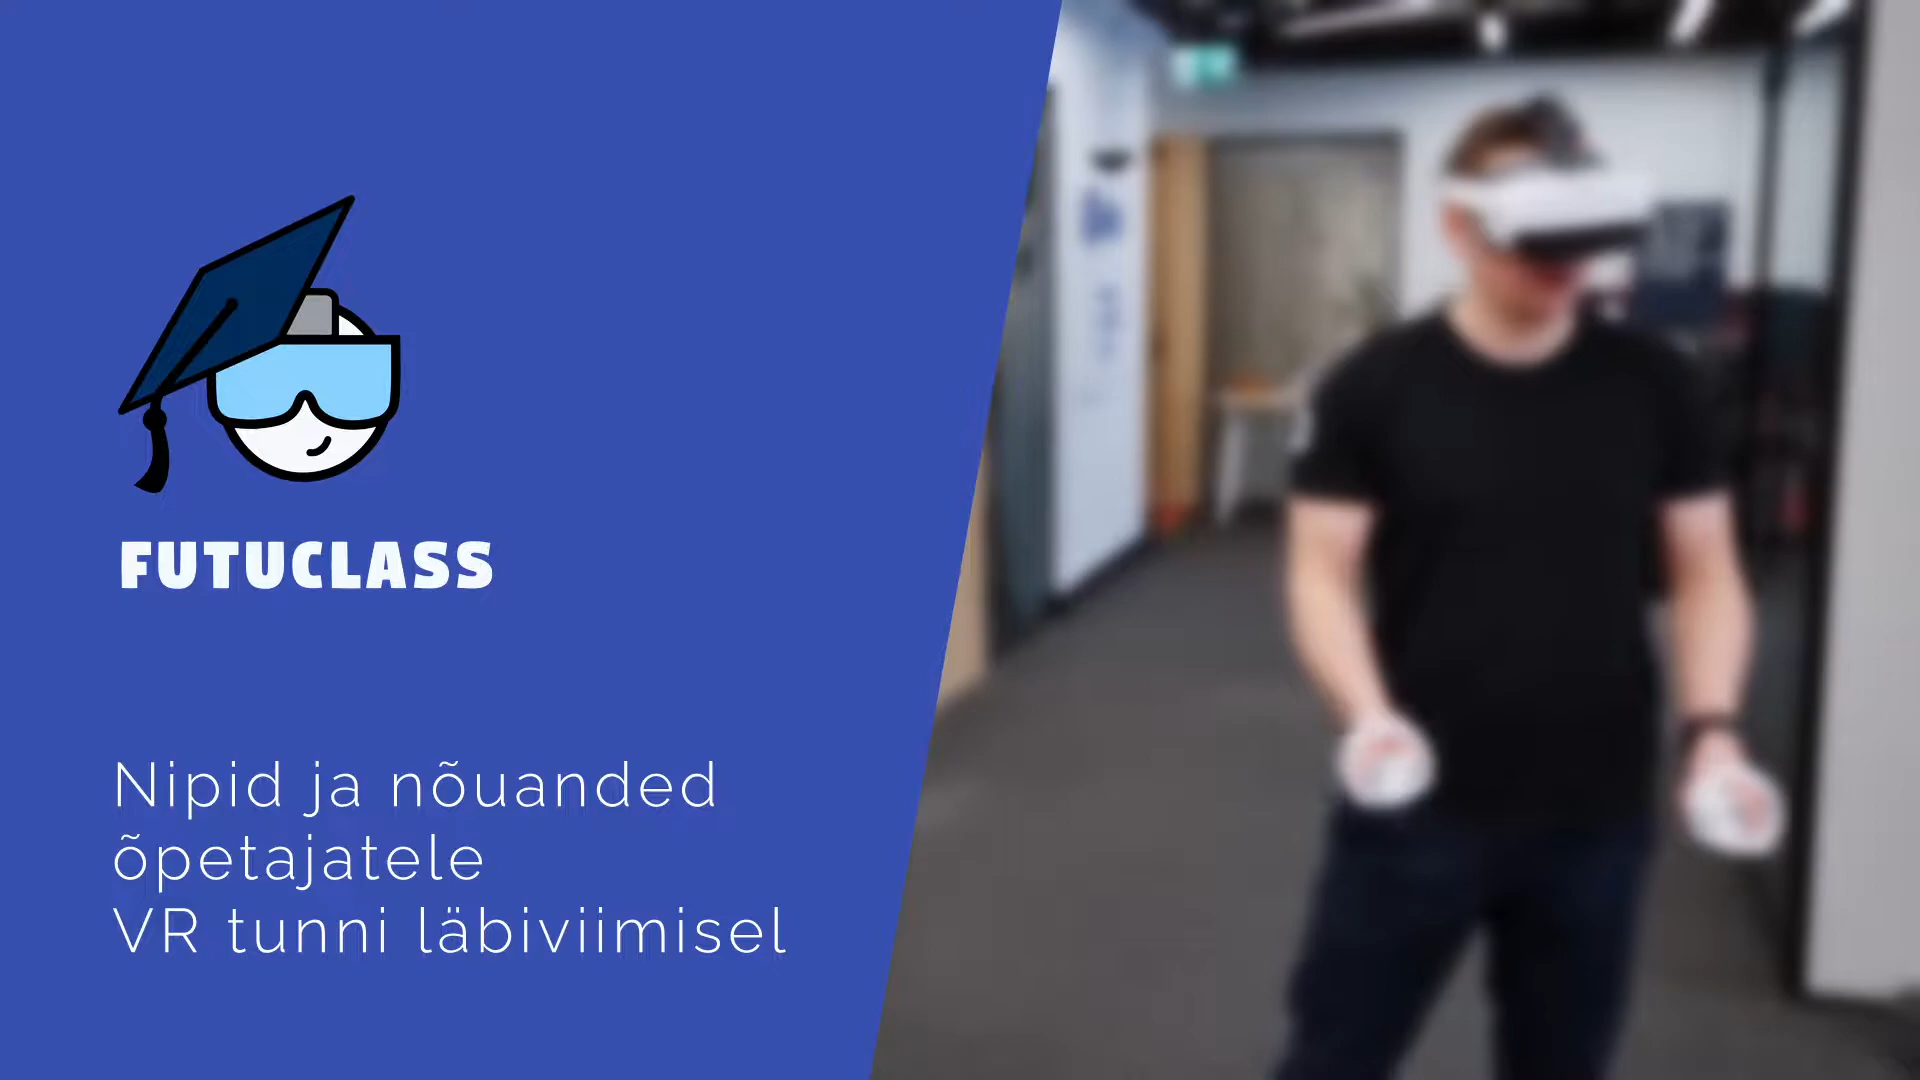 FUTUCLASS
Nipid ja nõuanded
õpetajatele
VR tunni läbiviimisel